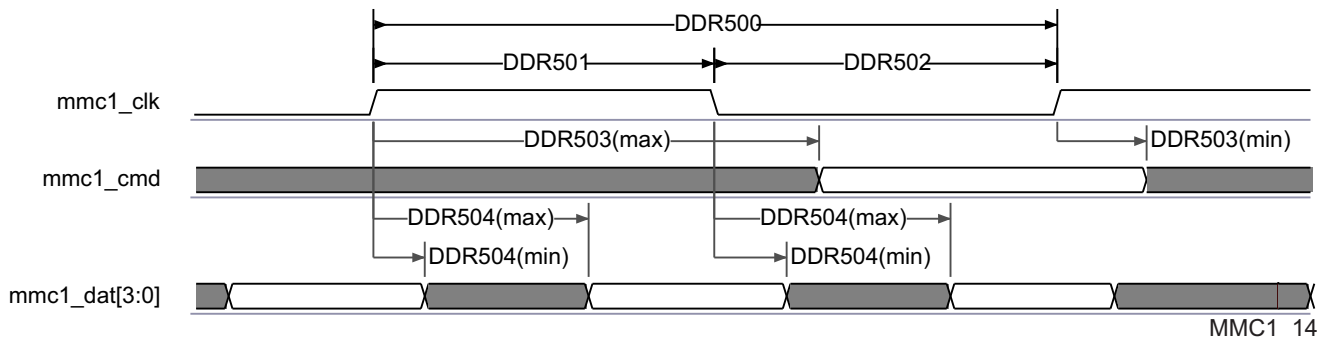 DDR500
DDR501 DDR502
mmc1_clk
DDR503(max) DDR503(min)
mmc1_cmd
DDR504(max) DDR504(max)
DDR504(min) DDR504(min)
mmc1_dat[3:0]
MMC1_14